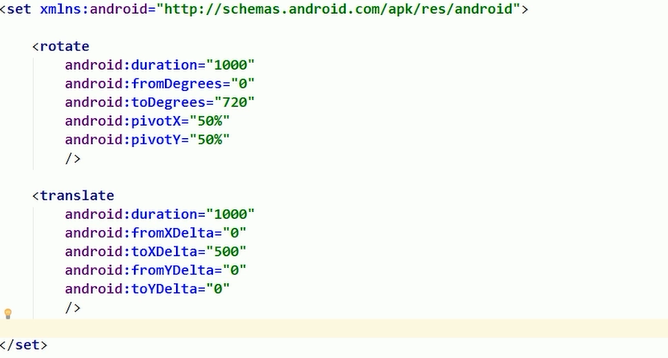 <set xmlns:android="http://schemas.android.com/apk/res/android">
<rotate
android:duration="1000"
android:fromDegrees="0"
android:toDegrees="720"
android:pivotX="50%"
android:pivotY="50%"
/>
<translate
android:duration="1000"
android:fromXDelta="0"
android:toXDelta="500"
android:fromYDelta="0"
android:toYDelta="0"
/>
</set>